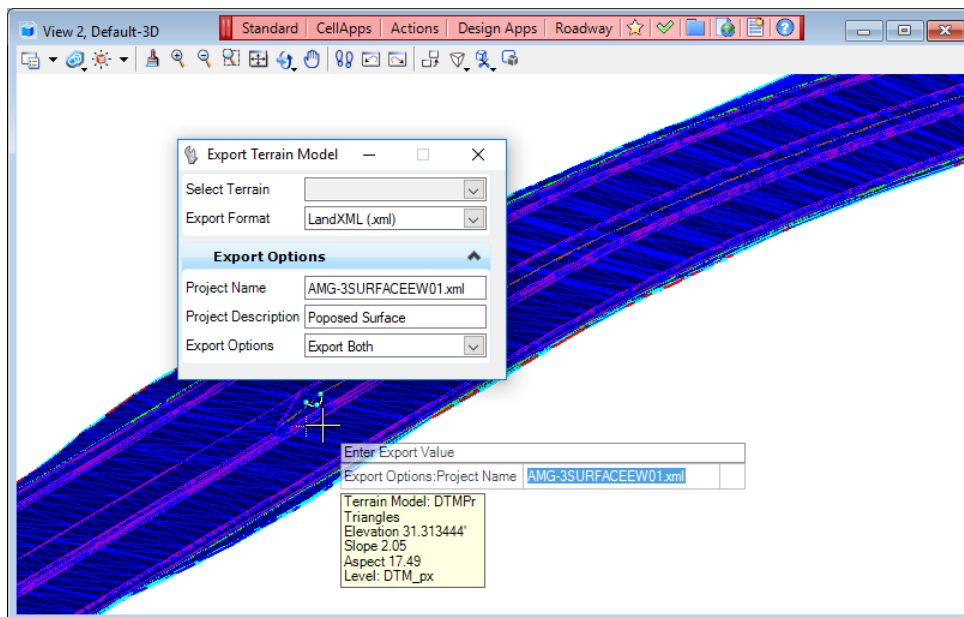 View 2, Default-3D
Standard CellApps Actions Design Apps Roadway
Export Terrain Model
Select Terrain
Export Format LandXML (.xml)
Export Options
Project Name AMG-3SURFACEEW01.xml
Project Description Poposed Surface
Export Options Export Both
Enter Export Value
Export Options:Project Name AMG-3SURFACEEW01.xml
Terrain Model: DTMPr
Triangles
Elevation 31.313444'
Slope 2.05
Aspect 17.49
Level: DTM_px